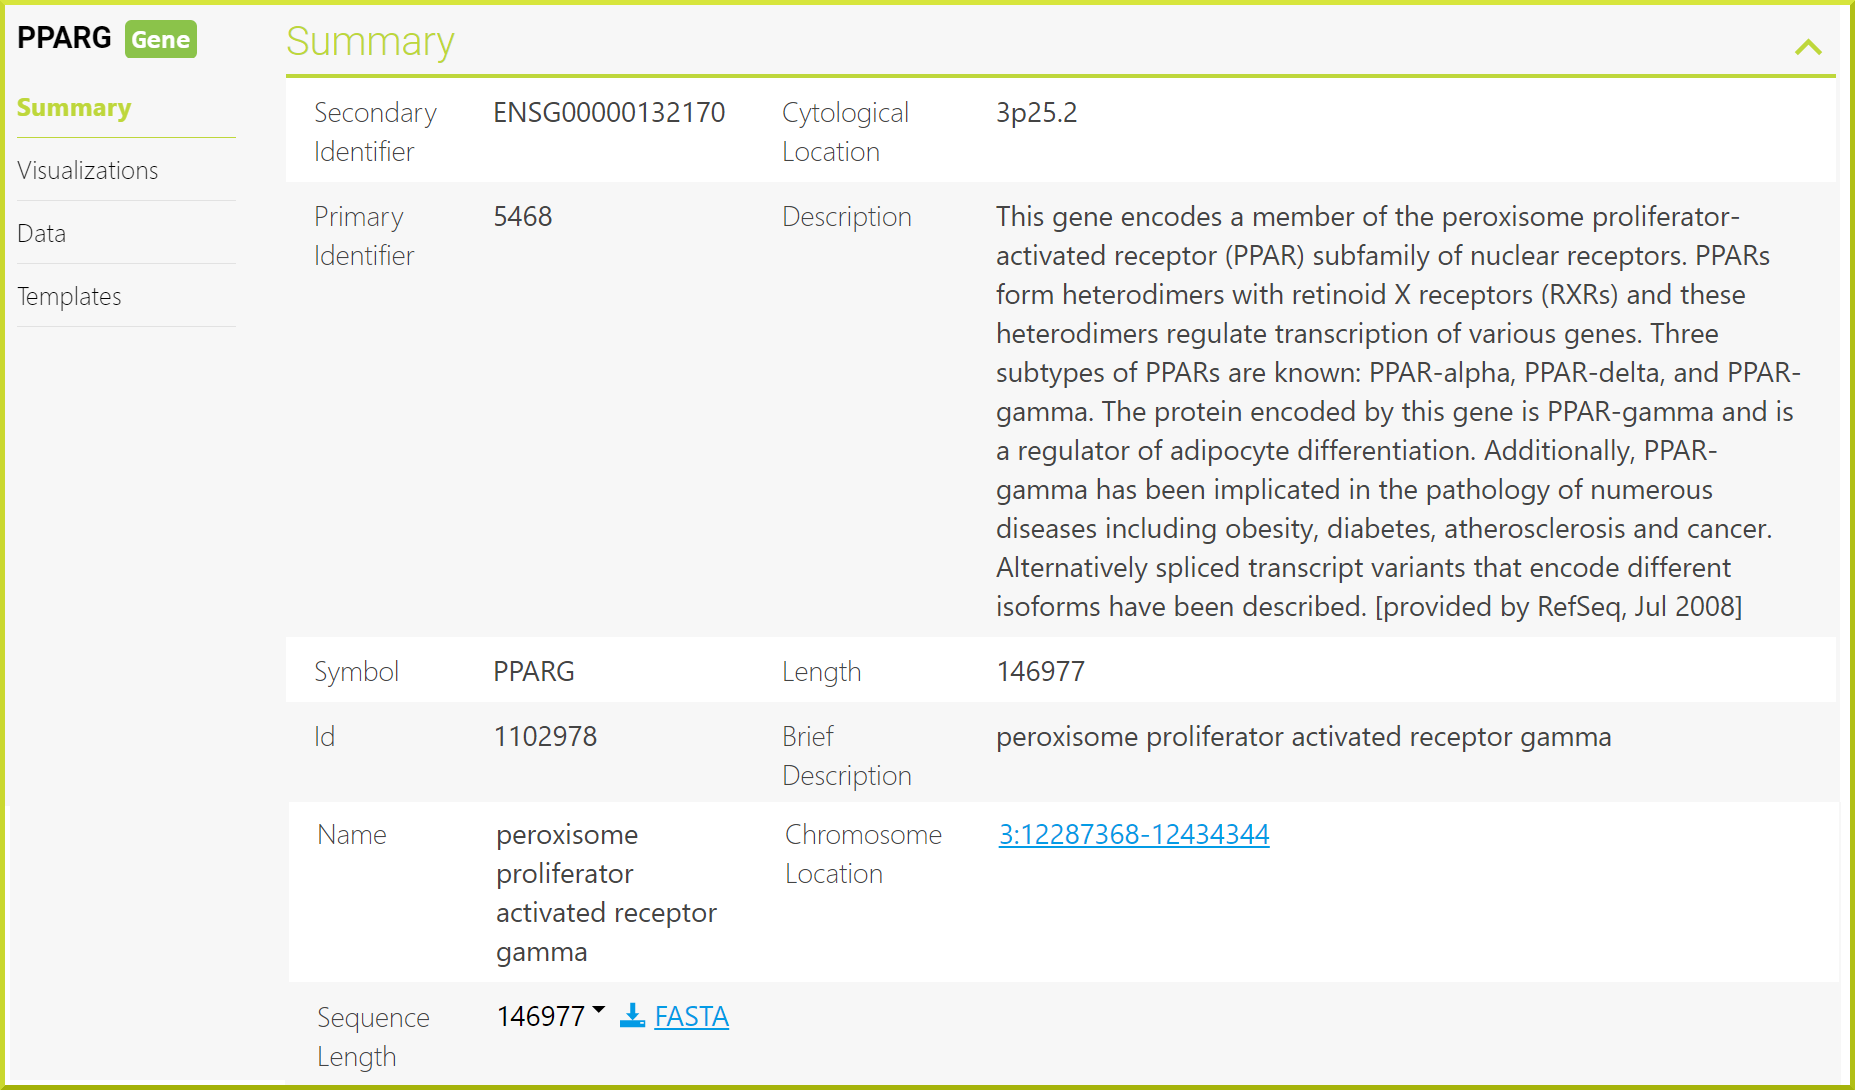 PPARG Gene
Summary
Visualizations
Data
Templates
Summary
Secondary Identifier ENSG00000132170 Cytological Location 3p25.2
Primary Identifier 5468 Description
This gene encodes a member of the peroxisome proliferator-
activated receptor (PPAR) subfamily of nuclear receptors. PPARs
form heterodimers with retinoid X receptors (RXRs) and these
heterodimers regulate transcription of various genes. Three
subtypes of PPARs are known: PPAR-alpha, PPAR-delta, and PPAR-
gamma. The protein encoded by this gene is PPAR-gamma and is
a regulator of adipocyte differentiation. Additionally, PPAR-
gamma has been implicated in the pathology of numerous
diseases including obesity, diabetes, atherosclerosis and cancer.
Alternatively spliced transcript variants that encode different
isoforms have been described. [provided by RefSeq, Jul 2008]
Symbol PPARG Length 146977
Id 1102978 Brief Description peroxisome proliferator activated receptor gamma
Name
peroxisome
proliferator
activated receptor
gamma
Chromosome Location 3:12287368-12434344
Sequence Length 146977 FASTA